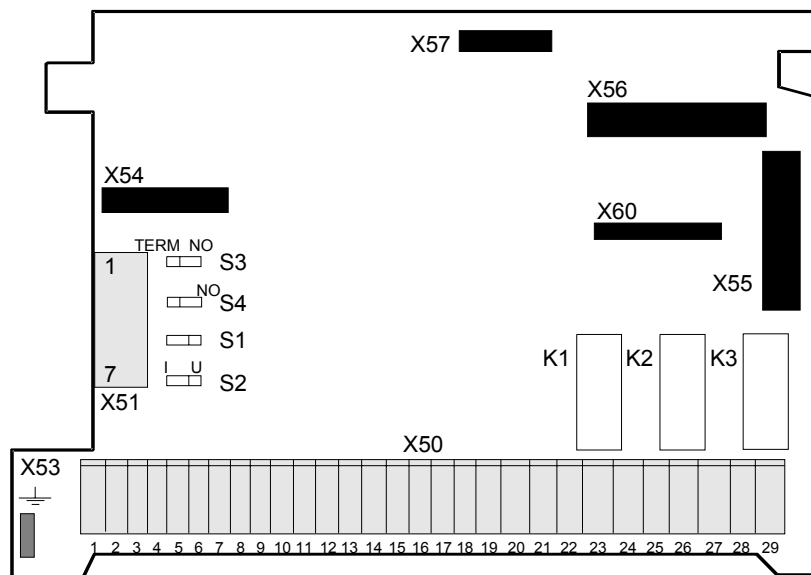 X57
X56
X54
X60
TERM NO
1 S3
X55
NO
S4
S1
K1 K2 K3
I U
7 S2
X51
X50
X53
1 2 3 4 5 6 7 8 9 10 11 12 13 14 15 16 17 18 19 20 21 22 23 24 25 26 27 28 29